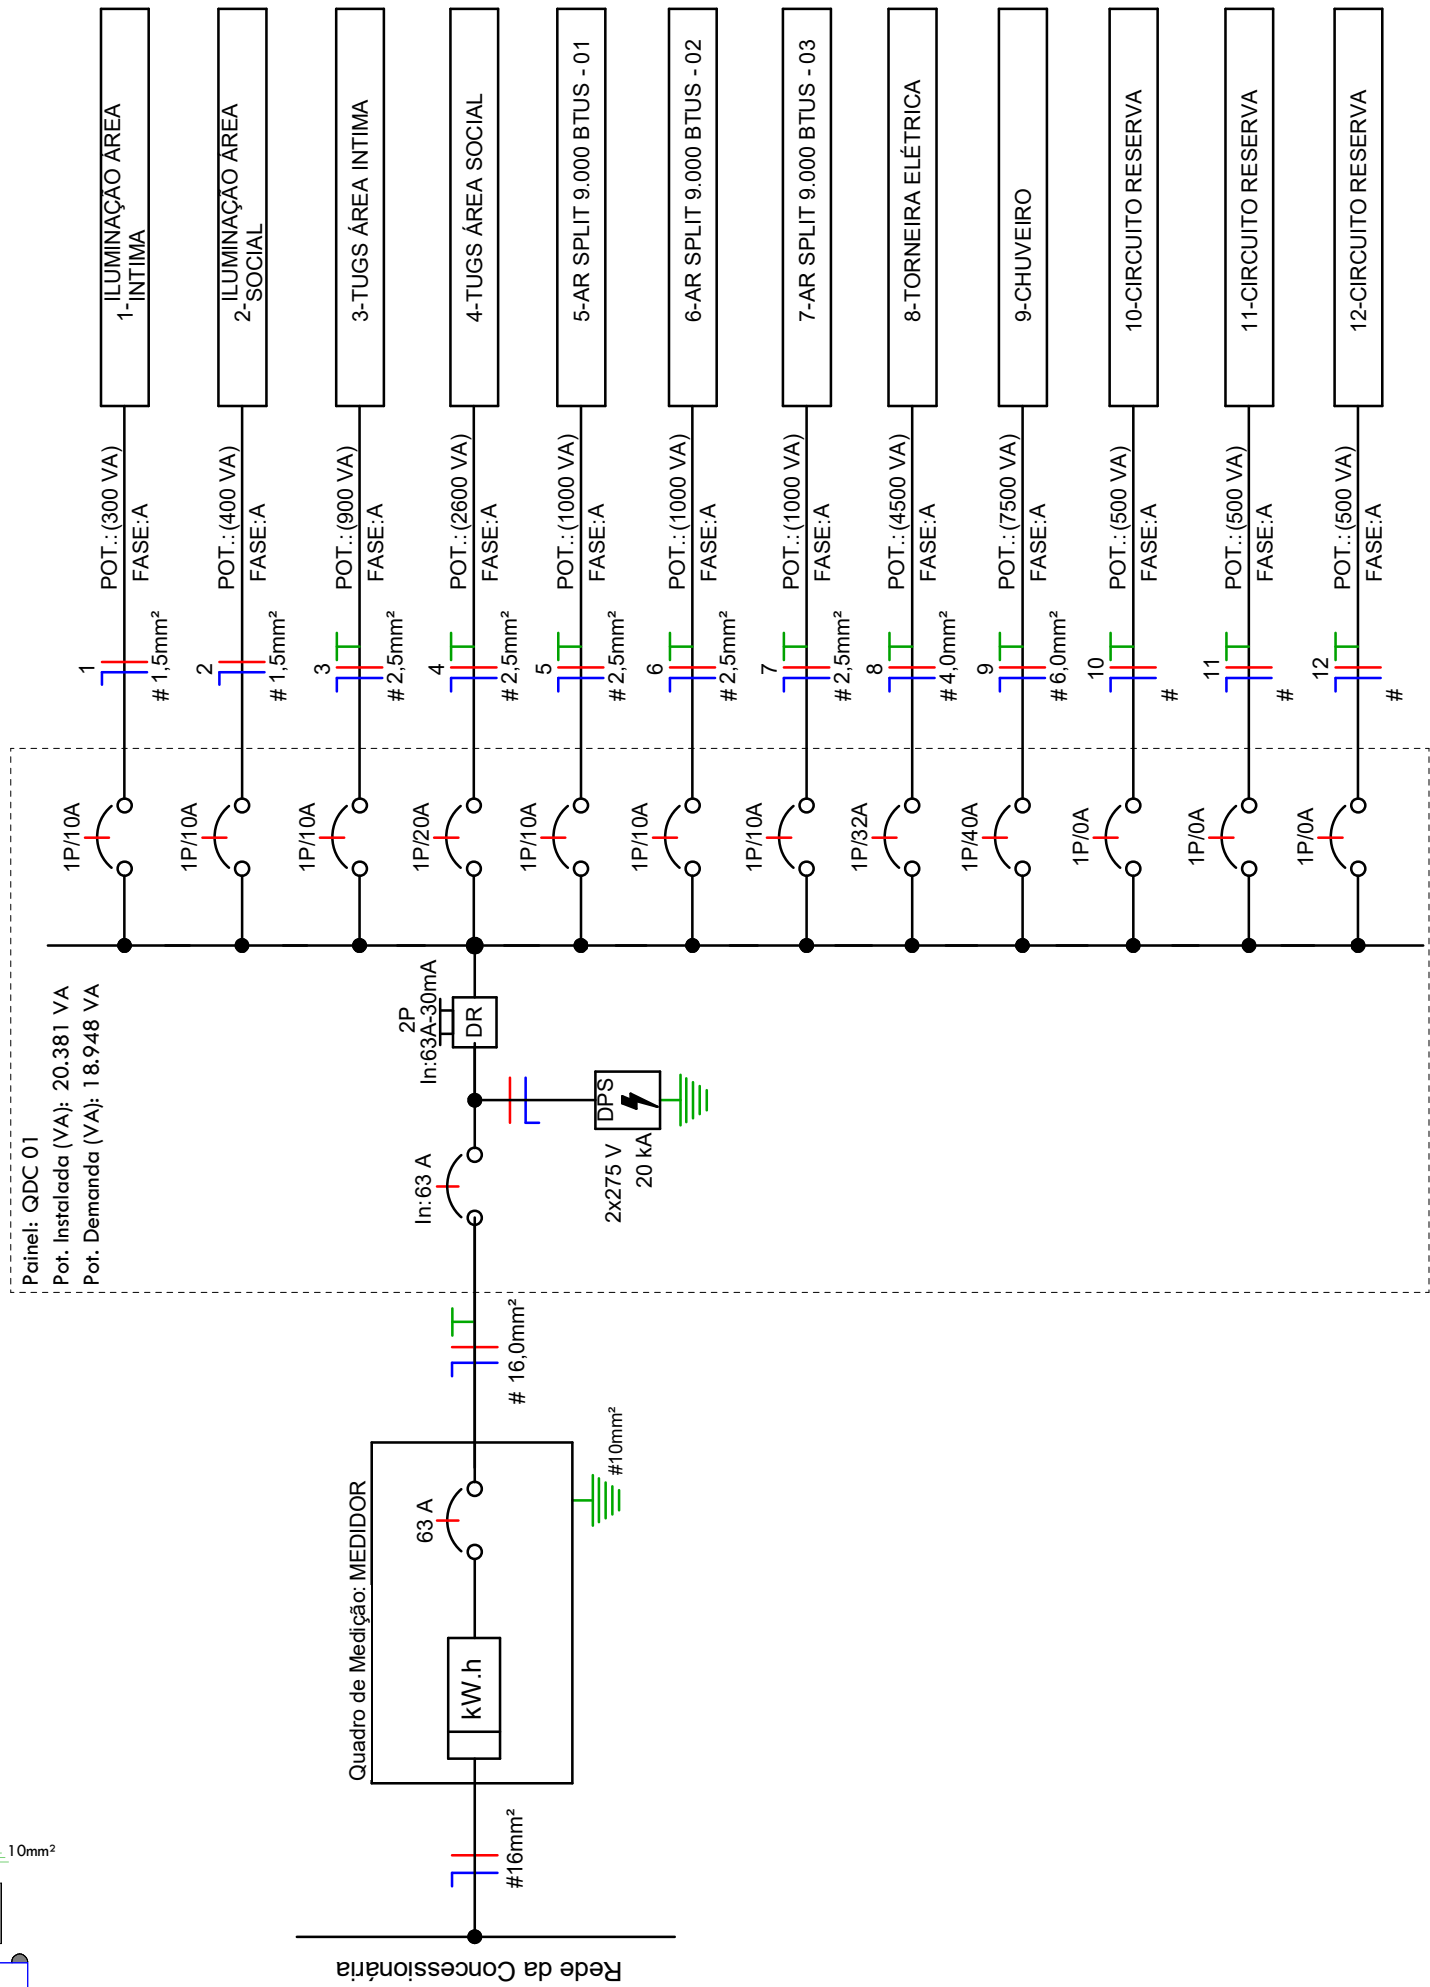 1-
ILUMINAÇÃO ÁREA
INTIMA
2-
ILUMINAÇÃO ÁREA
SOCIAL
3-TUGS ÁREA INTIMA
4-TUGS ÁREA SOCIAL
5-AR SPLIT 9.000 BTUS - 01
6-AR SPLIT 9.000 BTUS - 02
7-AR SPLIT 9.000 BTUS - 03
8-TORNEIRA ELÉTRICA
9-CHUVEIRO
10-CIRCUITO RESERVA
11-CIRCUITO RESERVA
12-CIRCUITO RESERVA
POT.:(300 VA)
FASE:A
POT.:(400 VA)
FASE:A
POT.:(900 VA)
FASE:A
POT.:(2600 VA)
FASE:A
POT.:(1000 VA)
FASE:A
POT.:(1000 VA)
FASE:A
POT.:(1000 VA)
FASE:A
POT.:(4500 VA)
FASE:A
POT.:(7500 VA)
FASE:A
POT.:(500 VA)
FASE:A
POT.:(500 VA)
FASE:A
POT.:(500 VA)
FASE:A
1
# 1,5mm²
2
# 1,5mm²
3
# 2,5mm²
4
# 2,5mm²
5
# 2,5mm²
6
# 2,5mm²
7
# 2,5mm²
8
# 4,0mm²
9
# 6,0mm²
10
#
11
#
12
#
1P/10A
1P/10A
1P/10A
1P/20A
1P/10A
1P/10A
1P/10A
1P/32A
1P/40A
1P/0A
1P/0A
1P/0A
Painel: QDC 01
Pot. Instalada (VA): 20.381 VA
Pot. Demanda (VA): 18.948 VA
2P
In:63A-30mA
DR
DPS
2x275 V
20 kA
In:63 A
# 16,0mm²
Quadro de Medição: MEDIDOR
63 A
kW.h
#10mm²
#16mm²
Rede da Concessionária
10mm²